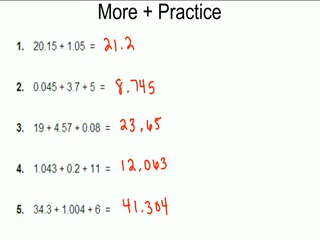 More + Practice
1. 20.15 + 1.05 = 21.2
2. 0.045 + 3.7 + 5 = 8.745
3. 19 + 4.57 + 0.08 = 23.65
4. 1.043 + 0.2 + 11 = 12.063
5. 34.3 + 1.004 + 6 = 41.304